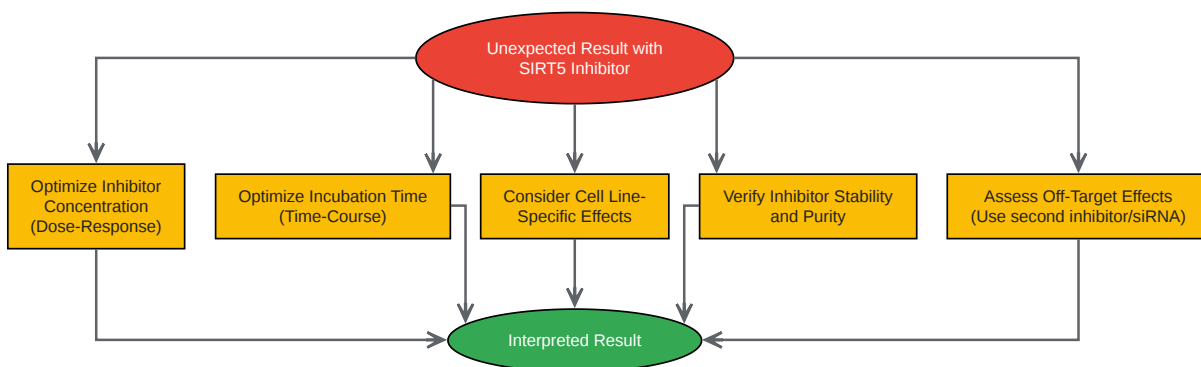 Unexpected Result with
SIRT5 Inhibitor
Optimize Inhibitor
Concentration
(Dose-Response)
Optimize Incubation Time
(Time-Course)
Consider Cell Line-
Specific Effects
Verify Inhibitor Stability
and Purity
Assess Off-Target Effects
(Use second inhibitor/siRNA)
Interpreted Result